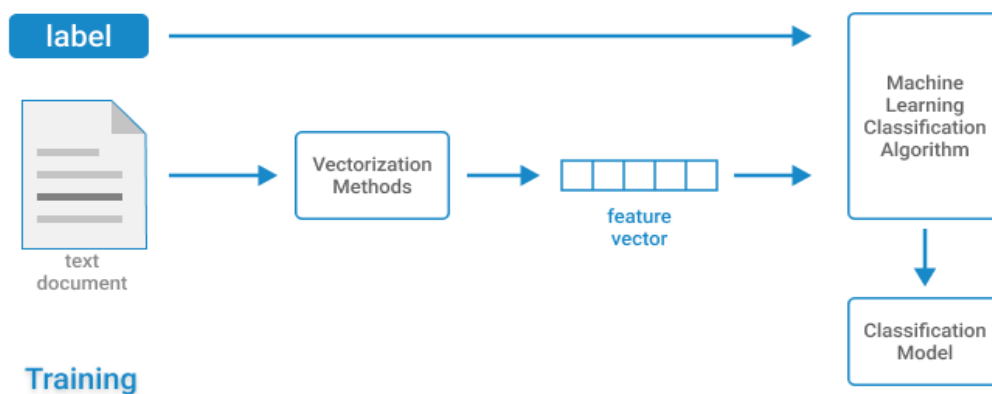 label
Machine
Learning
Classification
Algorithm
Vectorization
Methods
feature
vector
text
document
Classification
Model
Training